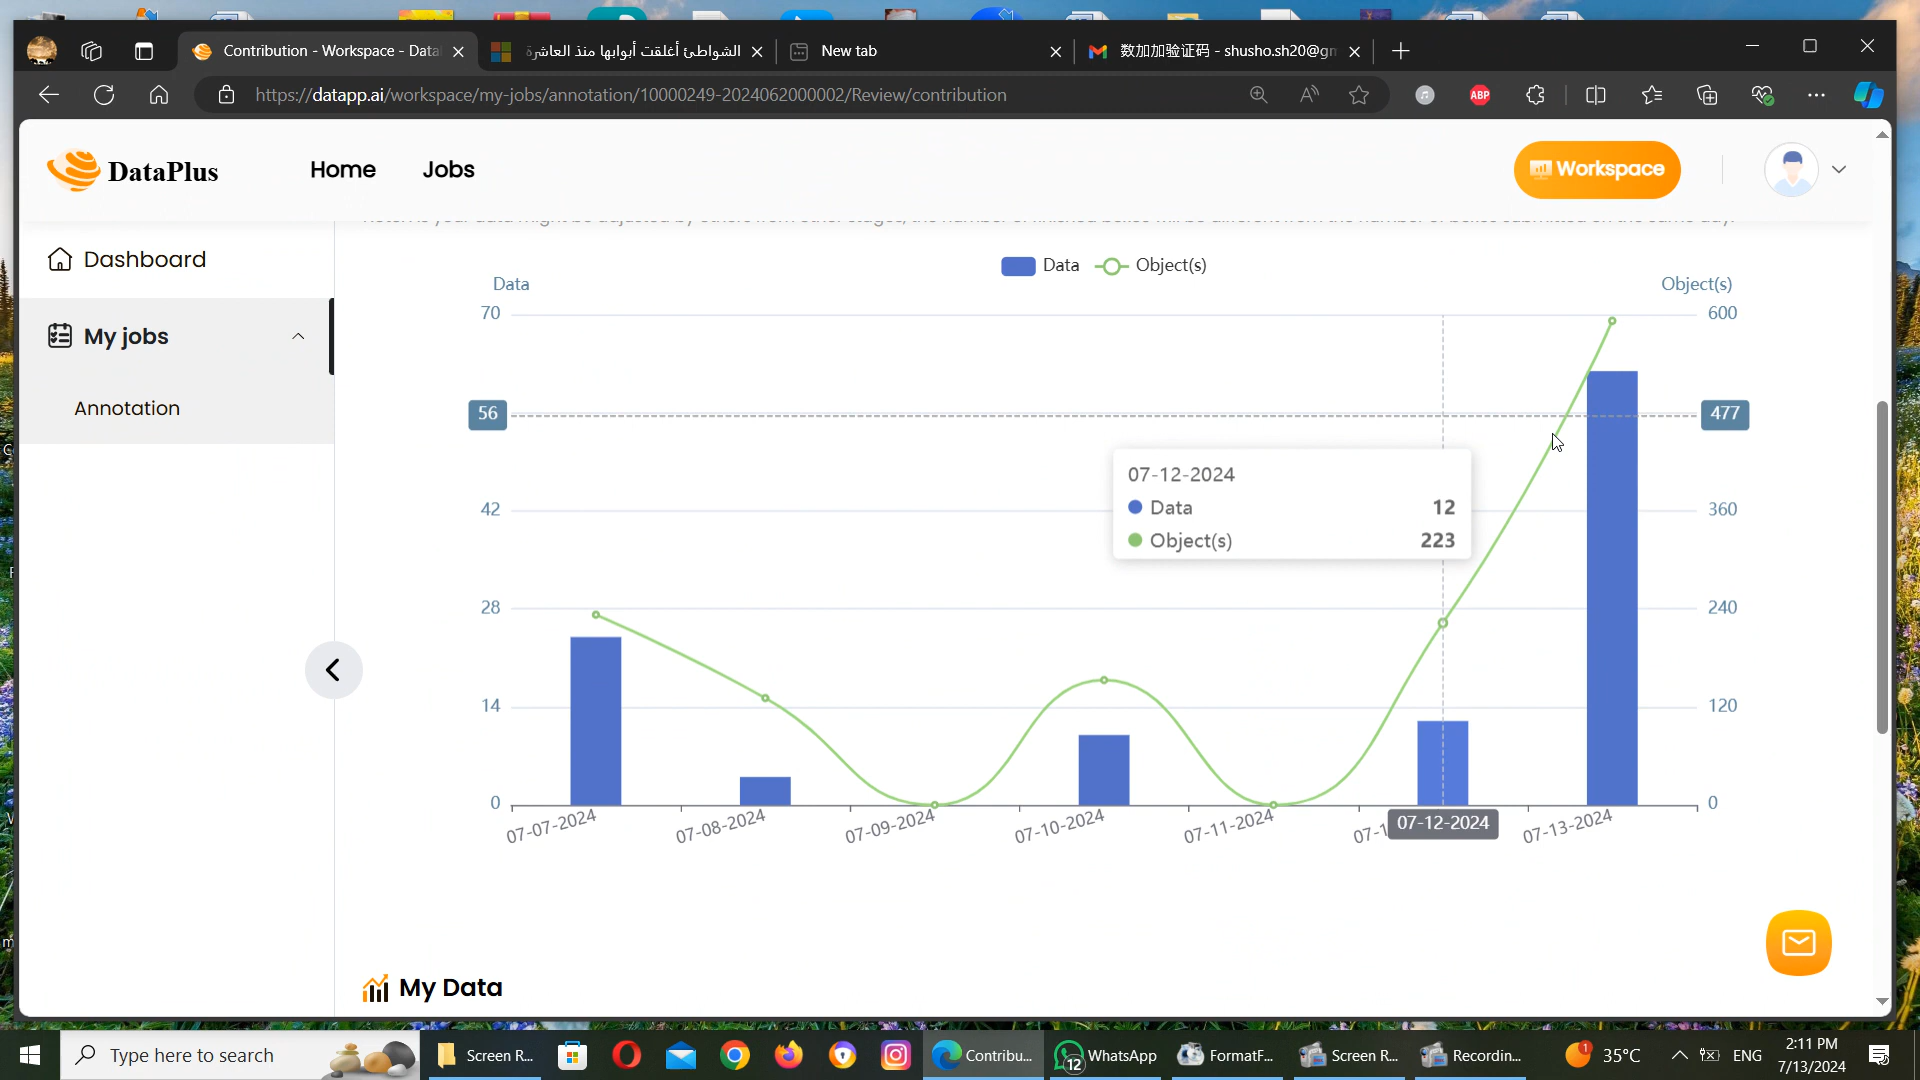 Contribution - Workspace - Data
الشواطئ أغلقت أبوابها منذ العاشرة
New tab
数加加验证码 - shusho.sh20@gm
https://datapp.ai/workspace/my-jobs/annotation/10000249-2024062000002/Review/contribution
ABP
DataPlus
Home
Jobs
Workspace
Dashboard
My jobs
Annotation
Data
Object(s)
Data
Object(s)
70
600
56
477
42
360
28
240
14
120
0
0
07-12-2024
Data 12
Object(s) 223
07-07-2024
07-08-2024
07-09-2024
07-10-2024
07-11-2024
07-1
07-12-2024
07-13-2024
My Data
Type here to search
Screen R...
Contribu...
12
WhatsApp
FormatF...
Screen R...
Recordin...
1
35°C
ENG
2:11 PM
7/13/2024